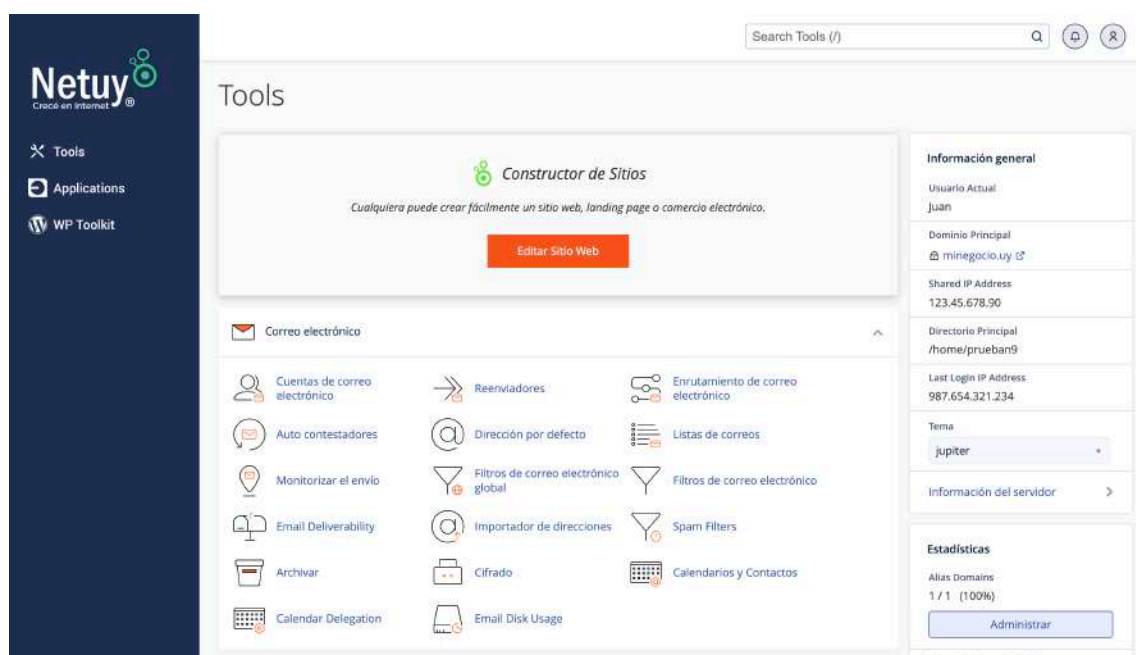 Search Tools (/)
Netuy®
Crecé en internet
Tools
Applications
WP Toolkit
Tools
Constructor de Sitios
Cualquiera puede crear fácilmente un sitio web, landing page o comercio electrónico.
Editar Sitio Web
Correo electrónico
Cuentas de correo
electrónico
Reenviadores
Enrutamiento de correo
electrónico
Auto contestadores
Dirección por defecto
Listas de correos
Monitorizar el envío
Filtros de correo electrónico
global
Filtros de correo electrónico
Email Deliverability
Importador de direcciones
Spam Filters
Archivar
Cifrado
Calendarios y Contactos
Calendar Delegation
Email Disk Usage
Información general
Usuario Actual
Juan
Dominio Principal
minegocio.uy
Shared IP Address
123.45.678.90
Directorio Principal
/home/prueban9
Last Login IP Address
987.654.321.234
Tema
jupiter
Información del servidor
Estadísticas
Alias Domains
1 / 1 (100%)
Administrar